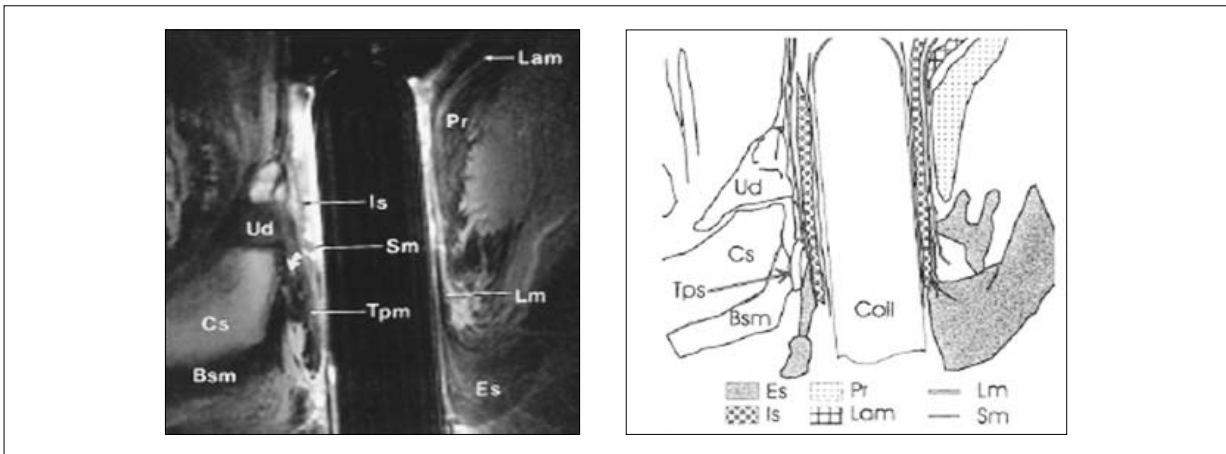 Lam
Pr
Is
Ud
Sm
Cs
Tpm
Lm
Bsm
Es
Ud
Cs
Tps
Bsm
Coil
Es Pr Lm
Is Lam Sm